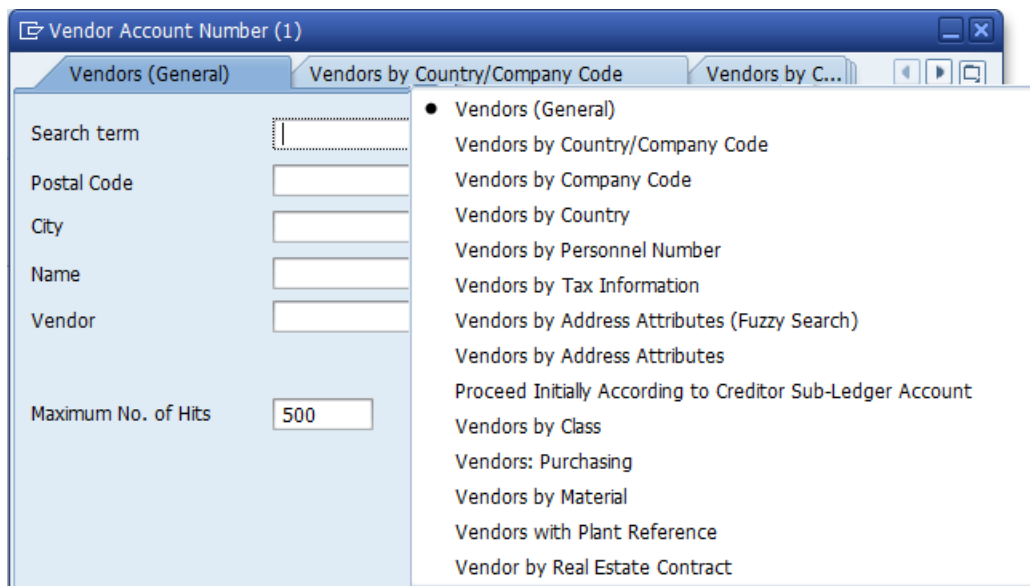 Vendor Account Number (1)
Vendors (General)
Vendors by Country/Company Code
Vendors by C...
Search term
Postal Code
City
Name
Vendor
Maximum No. of Hits
500
Vendors (General)
Vendors by Country/Company Code
Vendors by Company Code
Vendors by Country
Vendors by Personnel Number
Vendors by Tax Information
Vendors by Address Attributes (Fuzzy Search)
Vendors by Address Attributes
Proceed Initially According to Creditor Sub-Ledger Account
Vendors by Class
Vendors: Purchasing
Vendors by Material
Vendors with Plant Reference
Vendor by Real Estate Contract